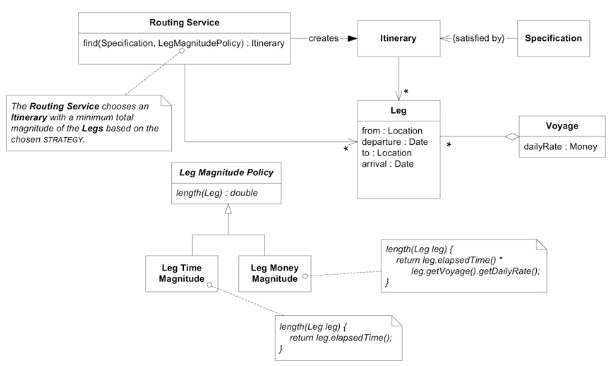 Routing Service
find(Specification, LegMagnitudePolicy) : Itinerary
creates
Itinerary
{satisfied by}
Specification
The Routing Service chooses an
Itinerary with a minimum total
magnitude of the Legs based on the
chosen STRATEGY.
*
*
Leg
from : Location
departure : Date
to : Location
arrival : Date
*
Voyage
dailyRate : Money
Leg Magnitude Policy
length(Leg) : double
Leg Time
Magnitude
Leg Money
Magnitude
length(Leg leg) {
return leg.elapsedTime() *
leg.getVoyage().getDailyRate();
}
length(Leg leg) {
return leg.elapsedTime();
}